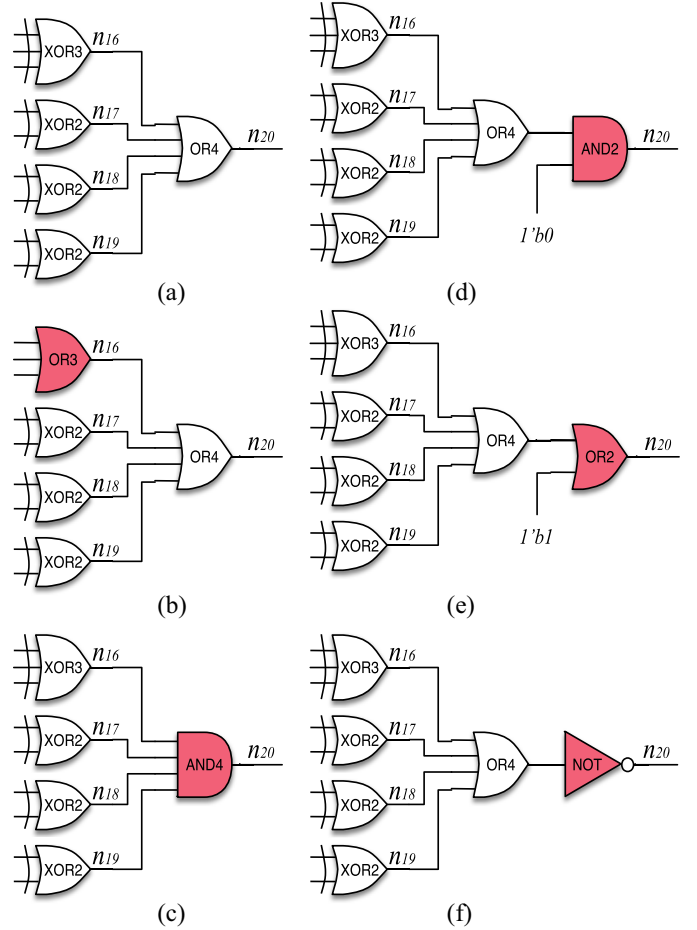 XOR3 n16
XOR2 n17
XOR2 n18
XOR2 n19
OR4 n20
(a)
XOR3 n16
XOR2 n17
XOR2 n18
XOR2 n19
OR4 AND2 n20
1'b0
(d)
OR3 n16
XOR2 n17
XOR2 n18
XOR2 n19
OR4 n20
(b)
XOR3 n16
XOR2 n17
XOR2 n18
XOR2 n19
OR4 OR2 n20
1'b1
(e)
XOR3 n16
XOR2 n17
XOR2 n18
XOR2 n19
AND4 n20
(c)
XOR3 n16
XOR2 n17
XOR2 n18
XOR2 n19
OR4 NOT n20
(f)